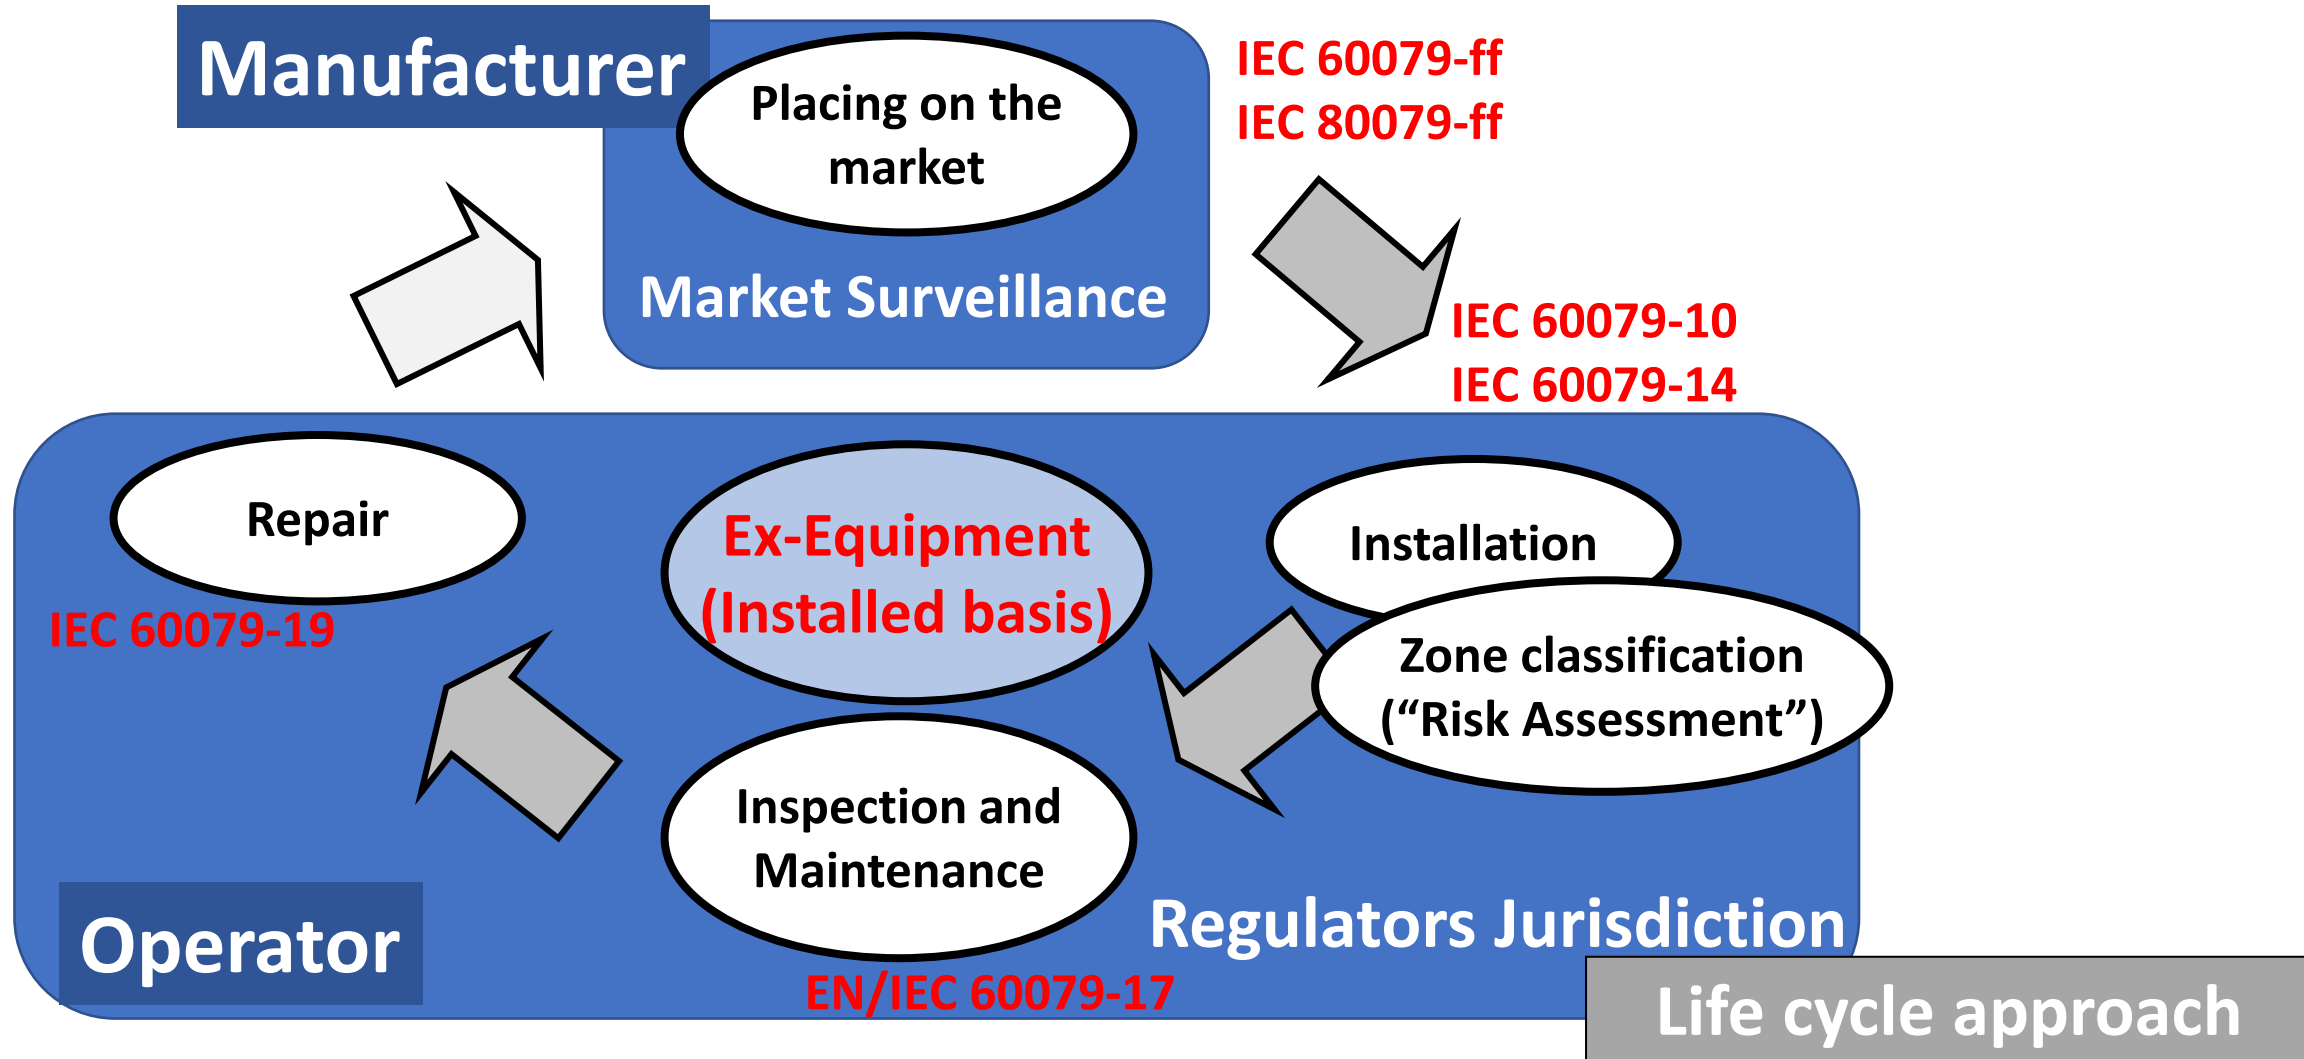 Manufacturer
Placing on the
market
Market Surveillance
IEC 60079-ff
IEC 80079-ff
IEC 60079-10
IEC 60079-14
Repair
IEC 60079-19
Ex-Equipment
(Installed basis)
Installation
Zone classification
(“Risk Assessment”)
Inspection and
Maintenance
EN/IEC 60079-17
Operator
Regulators Jurisdiction
Life cycle approach